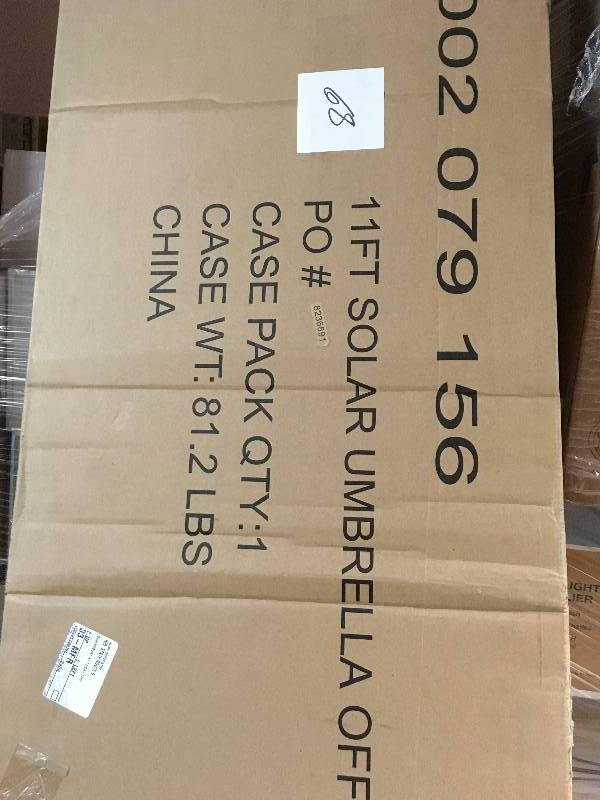 002 079 156
68
11FT SOLAR UMBRELLA OFF
PO # 8236691
CASE PACK QTY:1
CASE WT: 81.2 LBS
CHINA